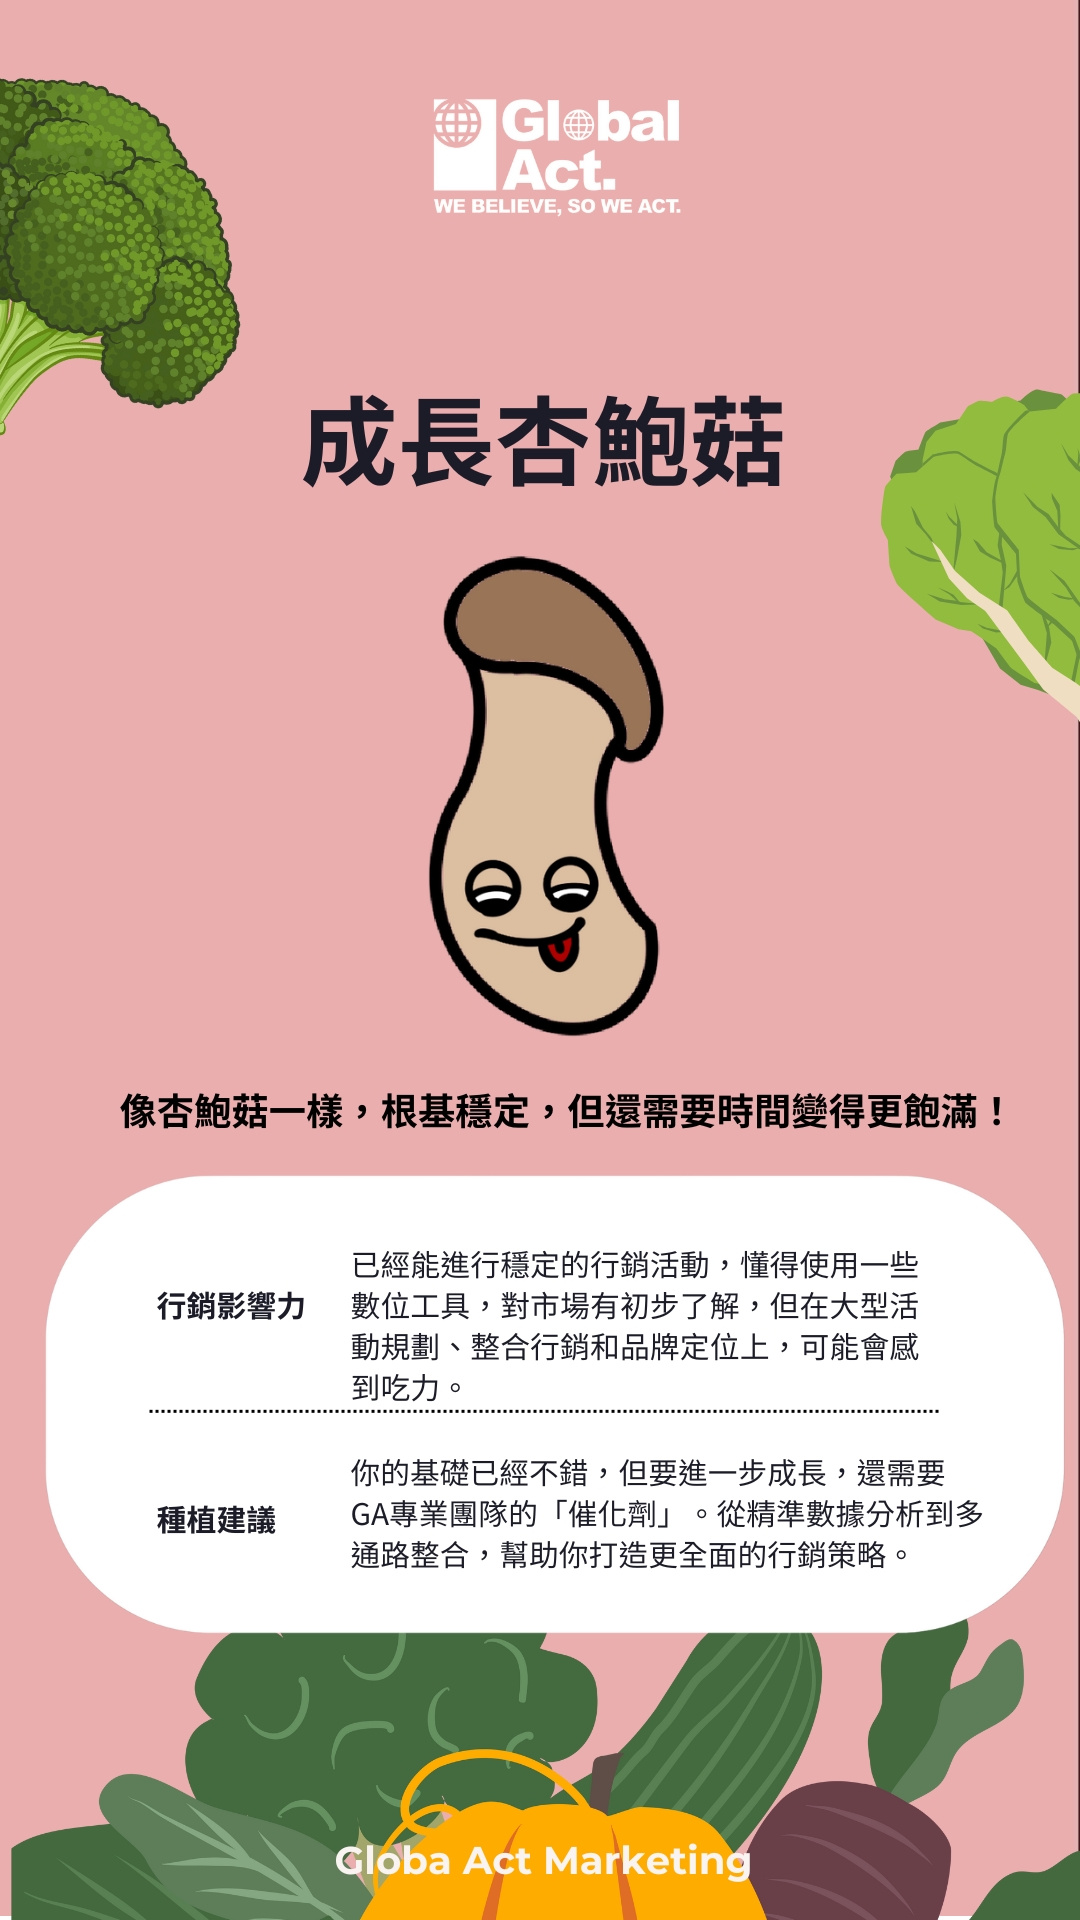 Global
Act.
WE BELIEVE, SO WE ACT.
成長杏鮑菇
像杏鮑菇一樣，根基穩定，但還需要時間變得更飽滿！
行銷影響力
已經能進行穩定的行銷活動，懂得使用一些
數位工具，對市場有初步了解，但在大型活
動規劃、整合行銷和品牌定位上，可能會感
到吃力。
種植建議
你的基礎已經不錯，但要進一步成長，還需要
GA專業團隊的「催化劑」。從精準數據分析到多
通路整合，幫助你打造更全面的行銷策略。
Globa Act Marketing